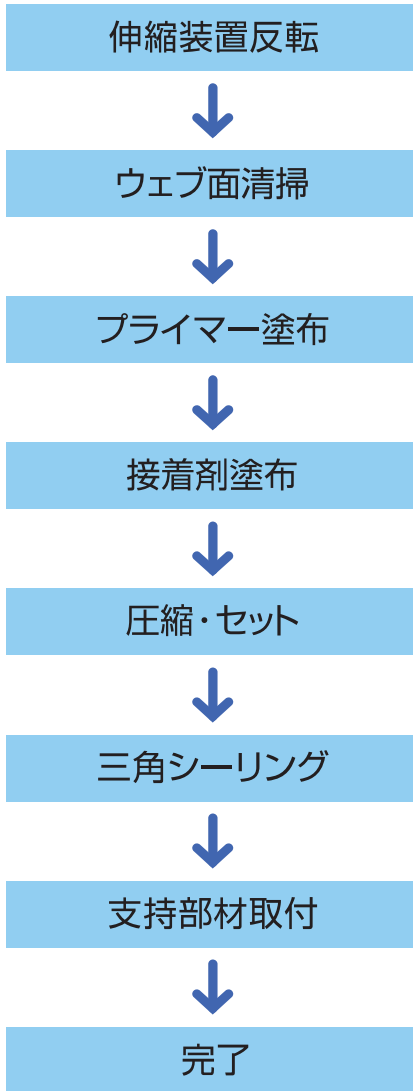 伸縮装置反転
ウェブ面清掃
プライマー塗布
接着剤塗布
圧縮・セット
三角シーリング
支持部材取付
完了